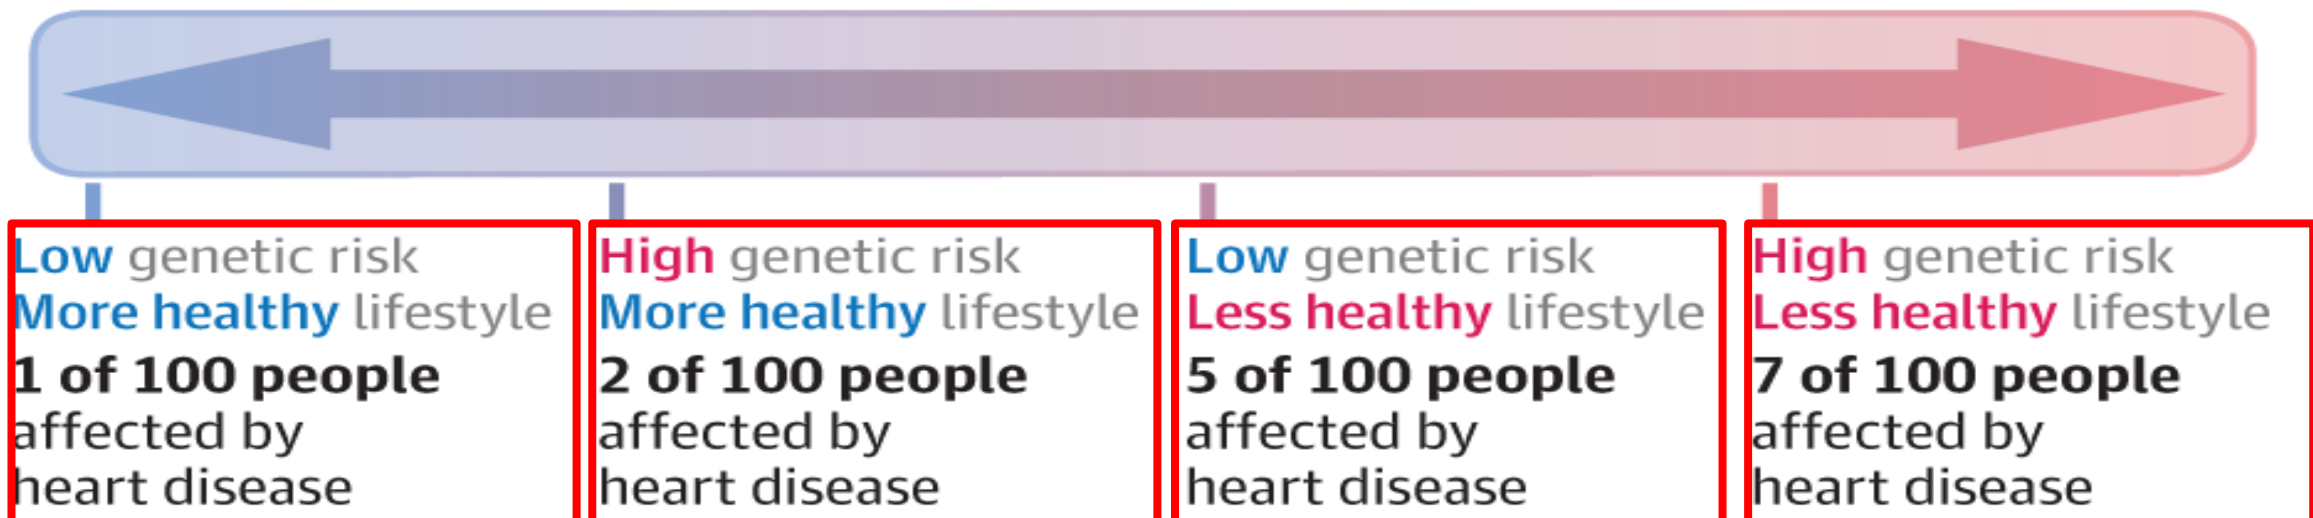 Low genetic risk
More healthy lifestyle
1 of 100 people
affected by
heart disease
High genetic risk
More healthy lifestyle
2 of 100 people
affected by
heart disease
Low genetic risk
Less healthy lifestyle
5 of 100 people
affected by
heart disease
High genetic risk
Less healthy lifestyle
7 of 100 people
affected by
heart disease